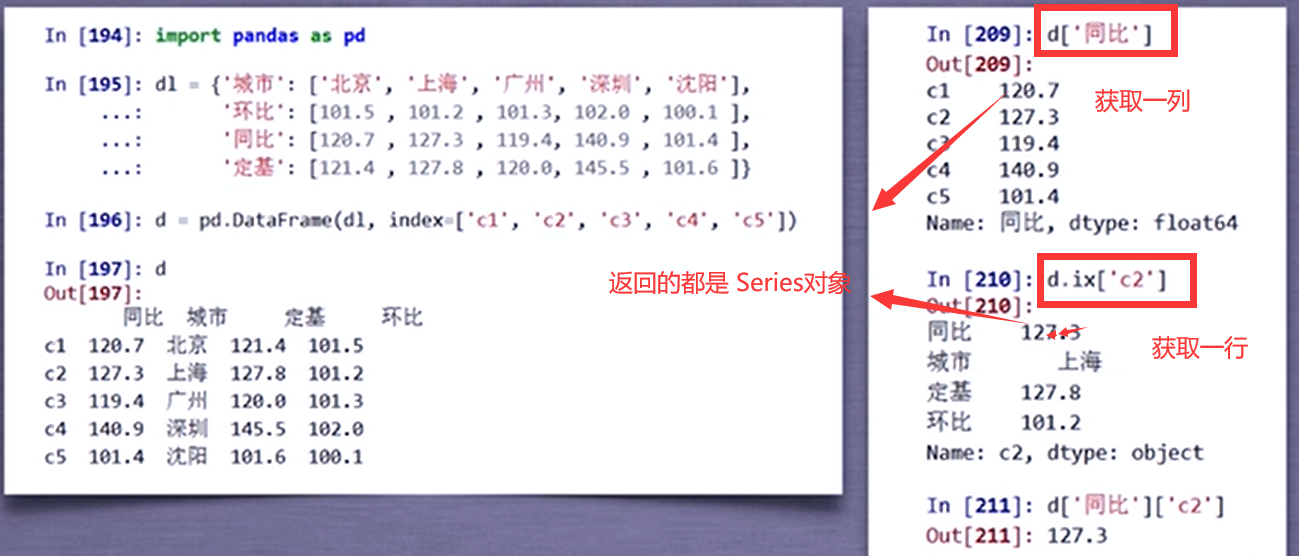 In [194]: import pandas as pd
In [195]: dl = {'城市': ['北京', '上海', '广州', '深圳', '沈阳'],
...: '环比': [101.5 , 101.2 , 101.3, 102.0 , 100.1 ],
...: '同比': [120.7 , 127.3 , 119.4, 140.9 , 101.4 ],
...: '定基': [121.4 , 127.8 , 120.0, 145.5 , 101.6 ]}
In [196]: d = pd.DataFrame(dl, index=['c1', 'c2', 'c3', 'c4', 'c5'])
In [197]: d
Out[197]:
同比 城市 定基 环比
c1 120.7 北京 121.4 101.5
c2 127.3 上海 127.8 101.2
c3 119.4 广州 120.0 101.3
c4 140.9 深圳 145.5 102.0
c5 101.4 沈阳 101.6 100.1
返回的都是 Series对象
In [209]: d['同比']
Out[209]:
c1 120.7
c2 127.3
c3 119.4
c4 140.9
c5 101.4
Name: 同比, dtype: float64
获取一列
In [210]: d.ix['c2']
Out[210]:
同比 127.3
城市 上海
定基 127.8
环比 101.2
Name: c2, dtype: object
获取一行
In [211]: d['同比']['c2']
Out[211]: 127.3